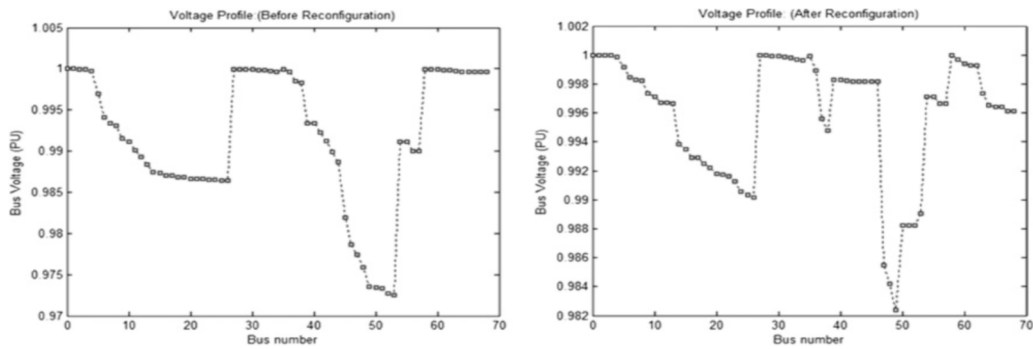 Voltage Profile:(Before Reconfiguration)
1.005
1
0.995
0.99
0.985
0.98
0.975
0.97
Bus Voltage (PU)
0 10 20 30 40 50 60 70
Bus number
Voltage Profile: (After Reconfiguration)
1.002
1
0.998
0.996
0.994
0.992
0.99
0.988
0.986
0.984
0.982
Bus Voltage (PU)
0 10 20 30 40 50 60 70
Bus number